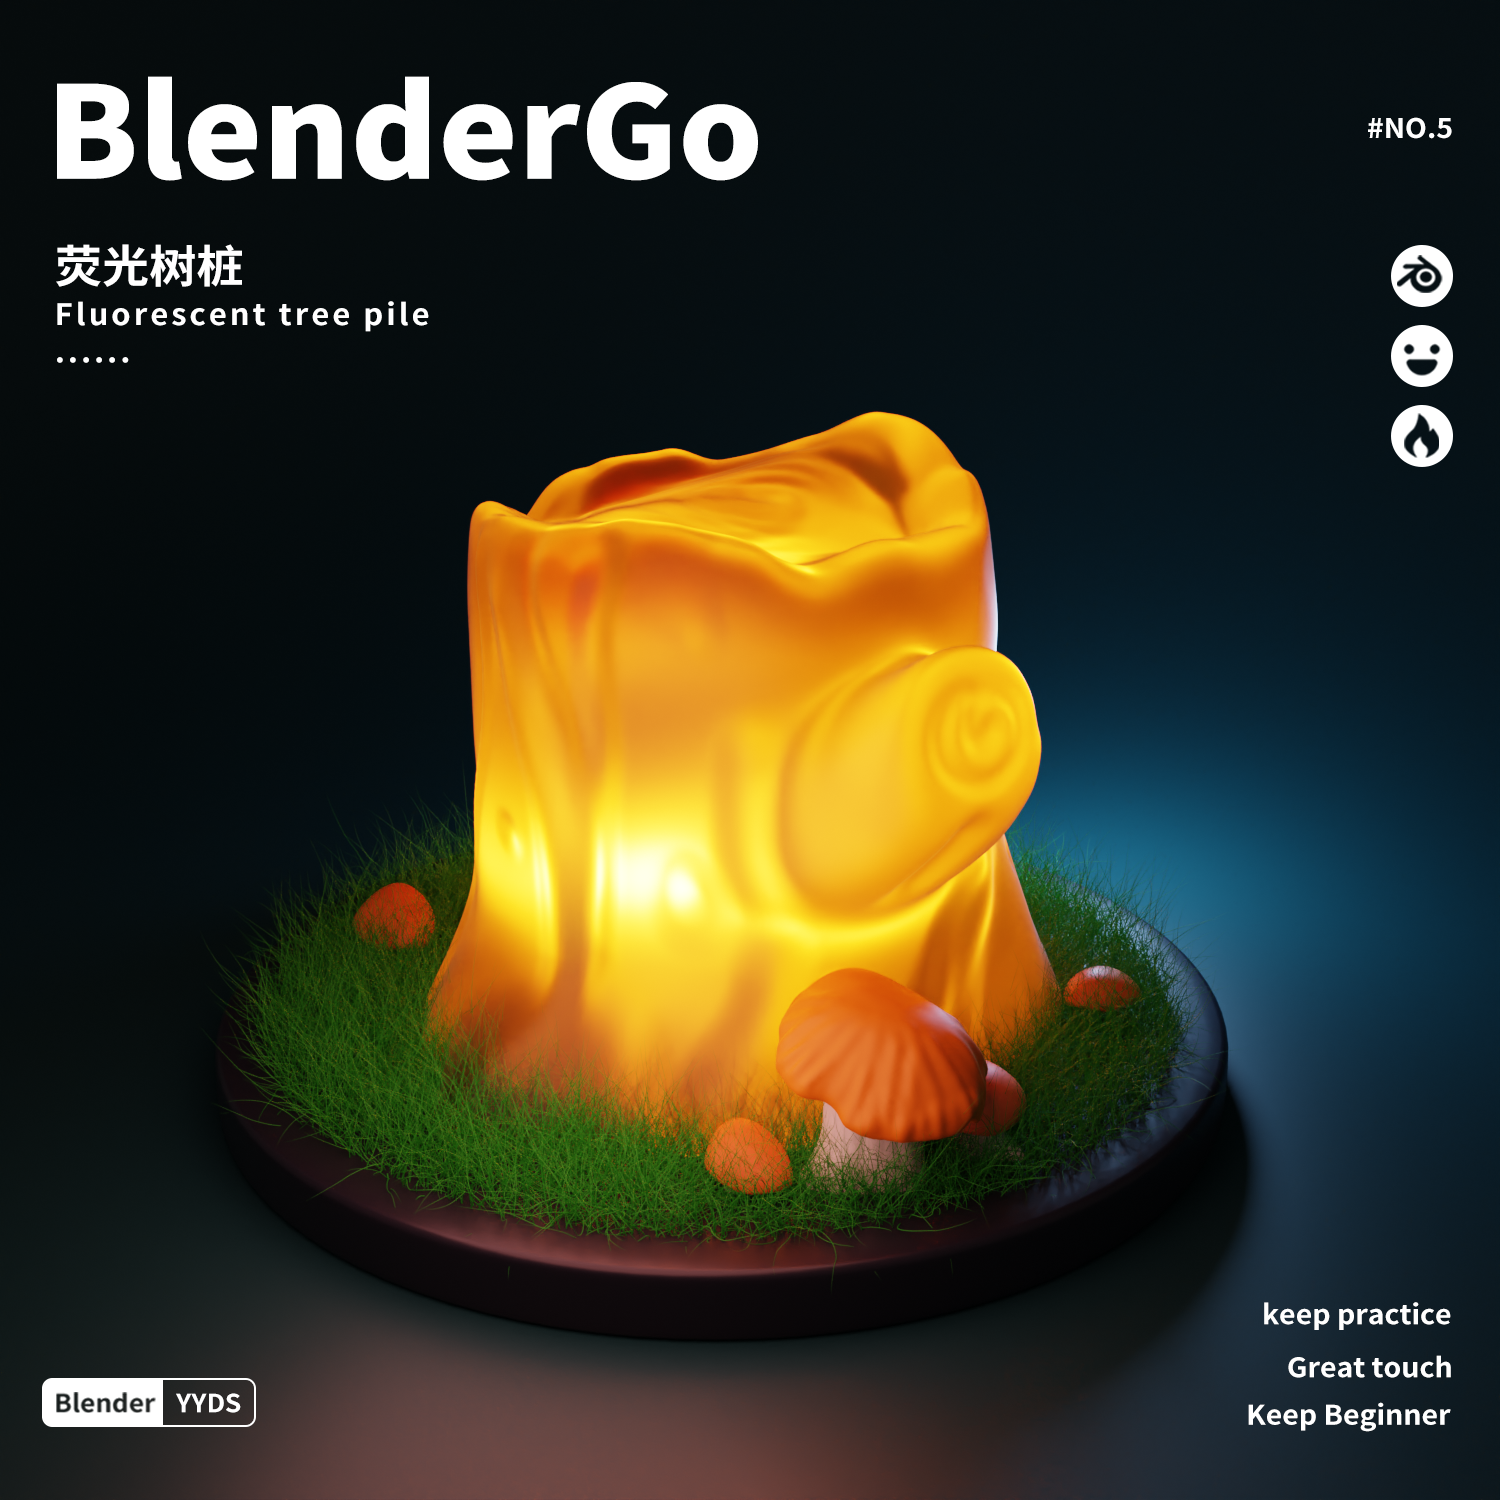 BlenderGo
#NO.5
荧光树桩
Fluorescent tree pile
······
keep practice
Great touch
Keep Beginner
Blender YYDS